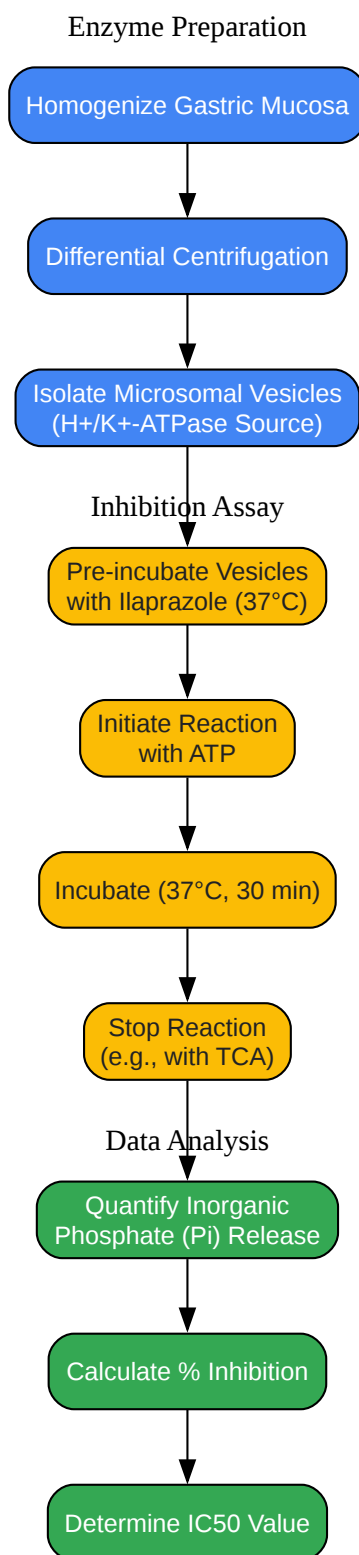 Enzyme Preparation
Homogenize Gastric Mucosa
Differential Centrifugation
Isolate Microsomal Vesicles
(H+/K+-ATPase Source)
Inhibition Assay
Pre-incubate Vesicles
with Ilaprazole (37°C)
Initiate Reaction
with ATP
Incubate (37°C, 30 min)
Stop Reaction
(e.g., with TCA)
Data Analysis
Quantify Inorganic
Phosphate (Pi) Release
Calculate % Inhibition
Determine IC50 Value